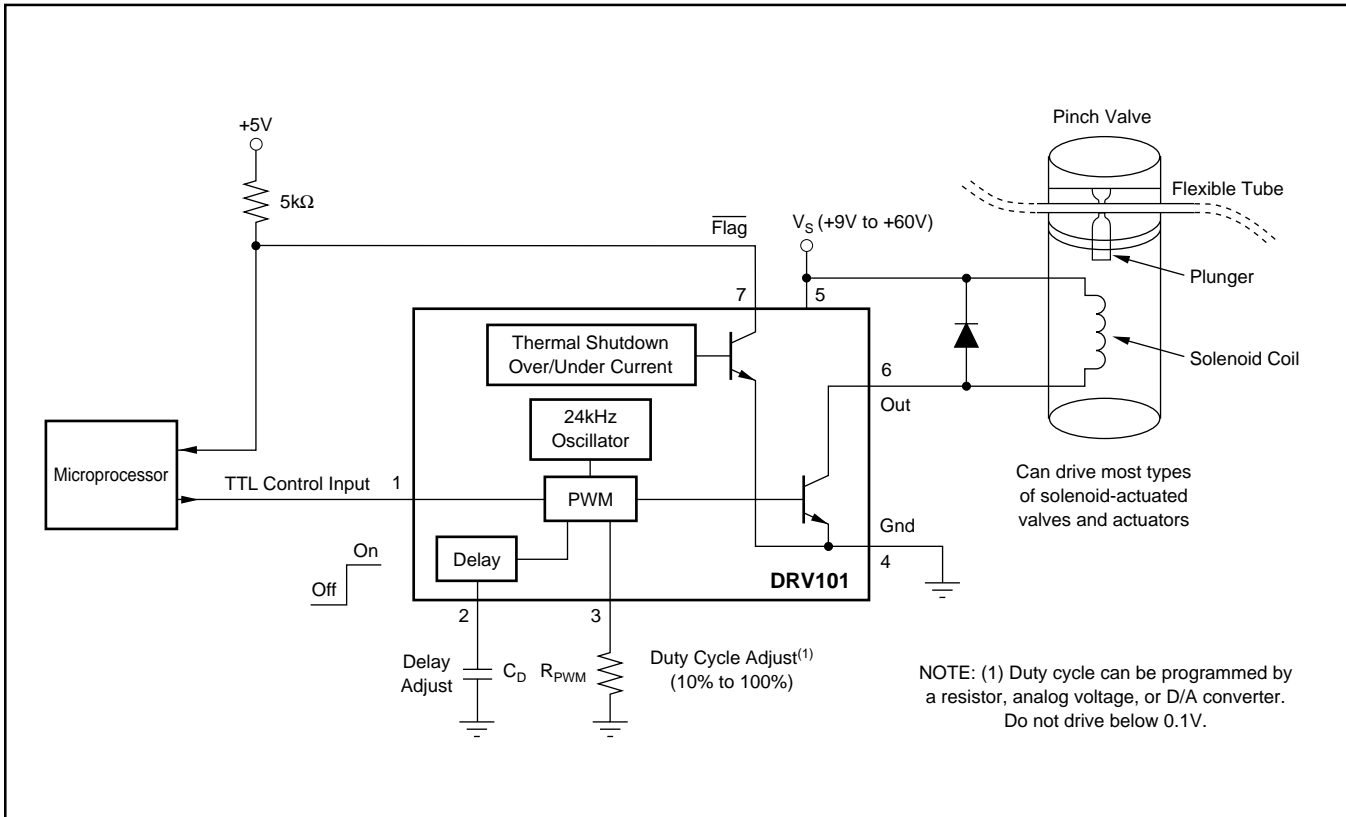 +5V
5kΩ
Flag
V_S (+9V to +60V)
Pinch Valve
Flexible Tube
Plunger
Solenoid Coil
7
5
Thermal Shutdown
Over/Under Current
6
Out
24kHz
Oscillator
Microprocessor
TTL Control Input
1
PWM
Can drive most types
of solenoid-actuated
valves and actuators
Gnd
4
Delay
DRV101
On
Off
2
3
Delay
Adjust
C_D
R_PWM
Duty Cycle Adjust(1)
(10% to 100%)
NOTE: (1) Duty cycle can be programmed by
a resistor, analog voltage, or D/A converter.
Do not drive below 0.1V.